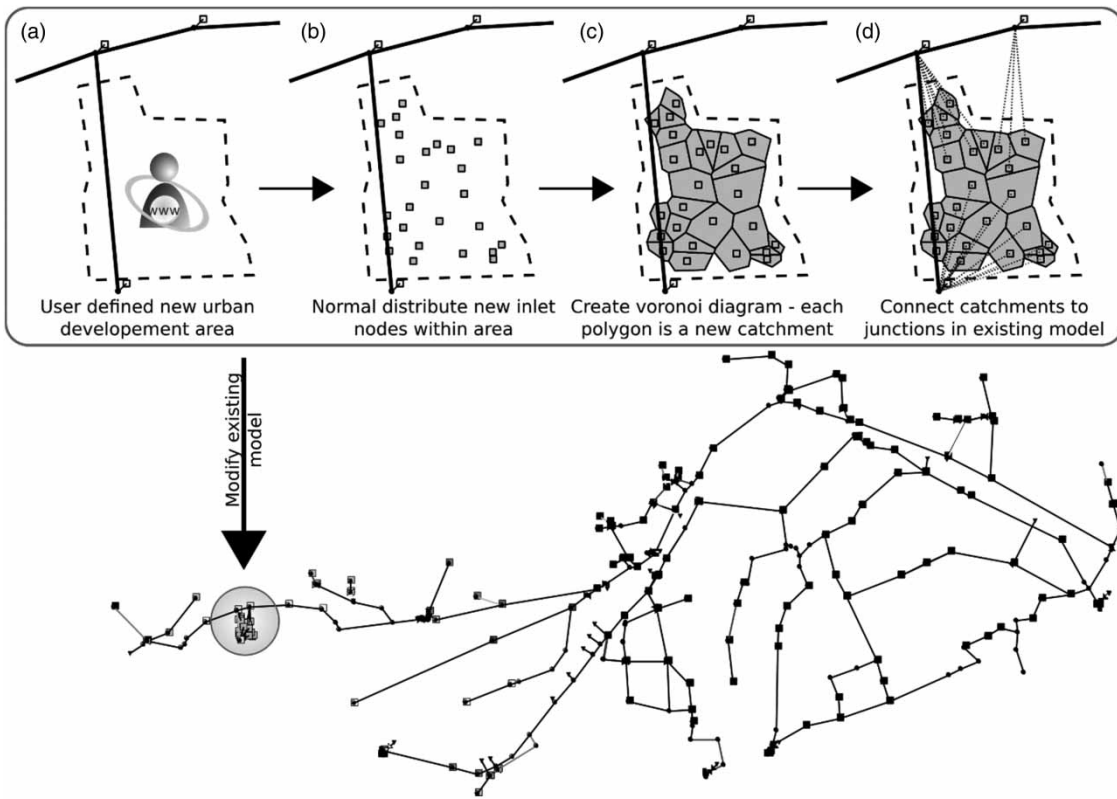 (a)
(b)
(c)
(d)
www
User defined new urban
developement area
Normal distribute new inlet
nodes within area
Create voronoi diagram - each
polygon is a new catchment
Connect catchments to
junctions in existing model
Modify existing
model